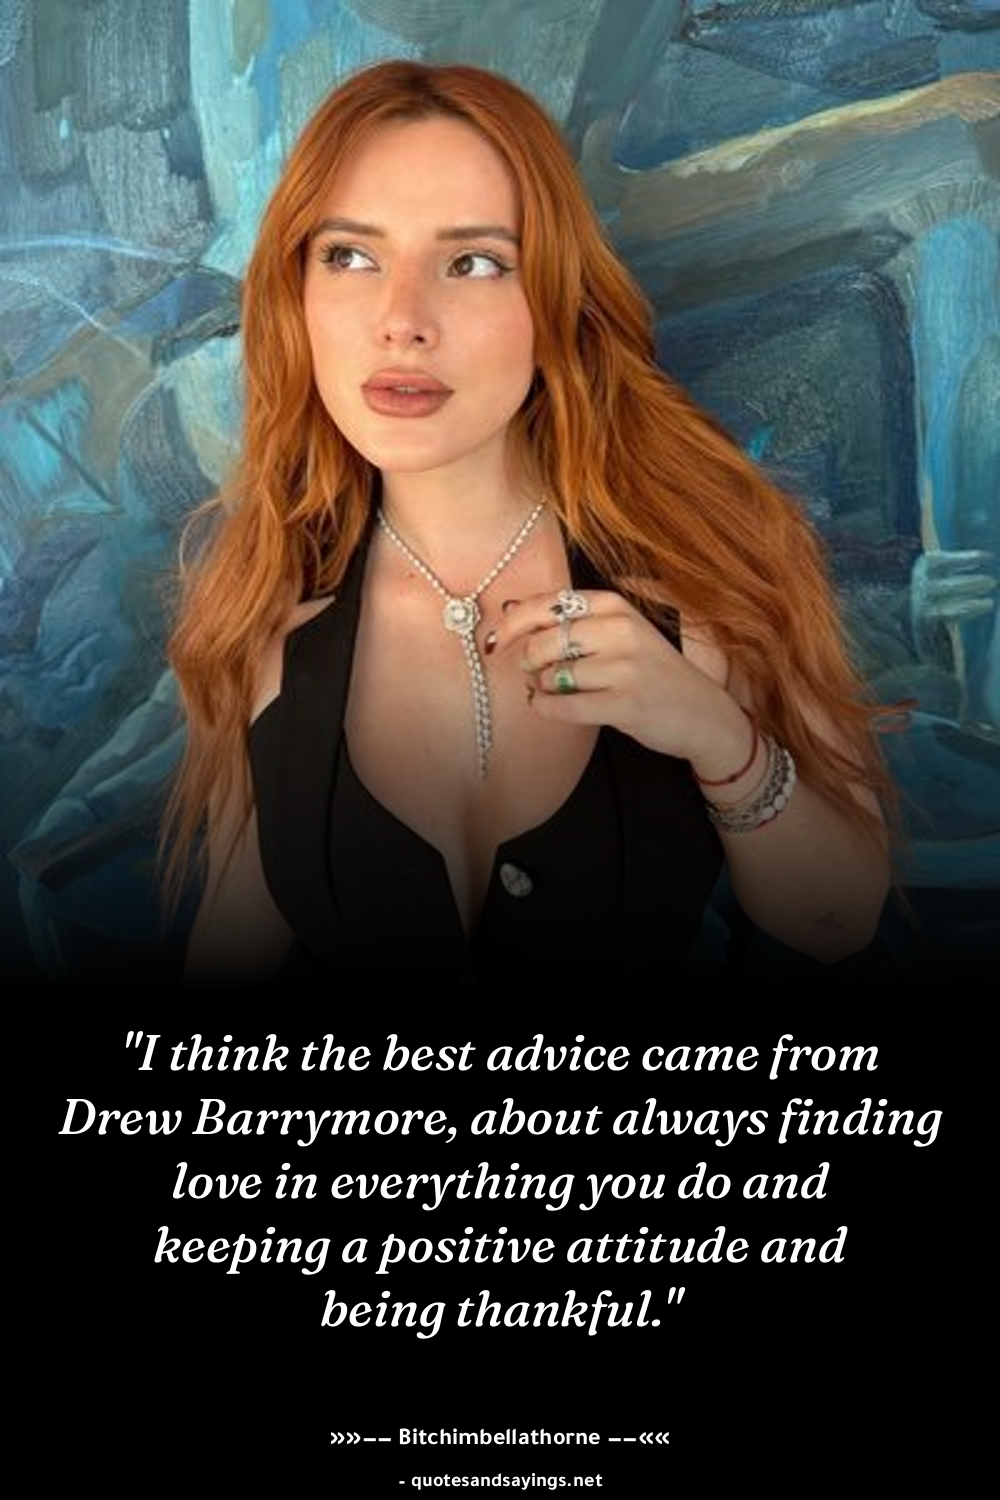 "I think the best advice came from
Drew Barrymore, about always finding
love in everything you do and
keeping a positive attitude and
being thankful."
»»–– Bitchimbellathorne ––««
- quotesandsayings.net